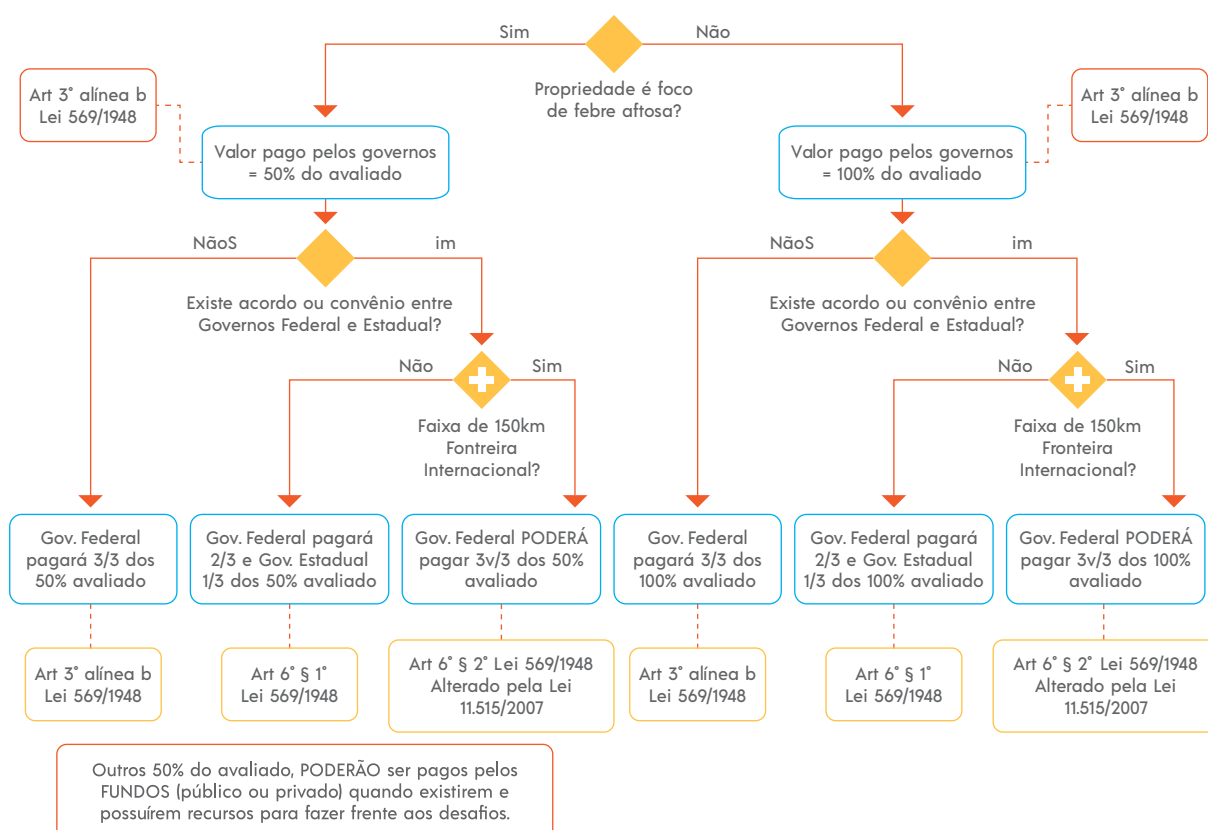 Sim
Não
Propriedade é foco
de febre aftosa?
Art 3° alínea b
Lei 569/1948
Art 3° alínea b
Lei 569/1948
Valor pago pelos governos
= 50% do avaliado
Valor pago pelos governos
= 100% do avaliado
NãoS
im
NãoS
im
Existe acordo ou convênio entre
Governos Federal e Estadual?
Existe acordo ou convênio entre
Governos Federal e Estadual?
Não
Sim
Não
Sim
Faixa de 150km
Fontreira
Internacional?
Faixa de 150km
Fronteira
Internacional?
Gov. Federal
pagará 3/3 dos
50% avaliado
Gov. Federal pagará
2/3 e Gov. Estadual
1/3 dos 50% avaliado
Gov. Federal PODERÁ
pagar 3v/3 dos 50%
avaliado
Gov. Federal
pagará 3/3 dos
100% avaliado
Gov. Federal pagará
2/3 e Gov. Estadual
1/3 dos 100% avaliado
Gov. Federal PODERÁ
pagar 3v/3 dos 100%
avaliado
Art 3° alínea b
Lei 569/1948
Art 6° § 1°
Lei 569/1948
Art 6° § 2° Lei 569/1948
Alterado pela Lei
11.515/2007
Art 3° alínea b
Lei 569/1948
Art 6° § 1°
Lei 569/1948
Art 6° § 2° Lei 569/1948
Alterado pela Lei
11.515/2007
Outros 50% do avaliado, PODERÃO ser pagos pelos
FUNDOS (público ou privado) quando existirem e
possuírem recursos para fazer frente aos desafios.